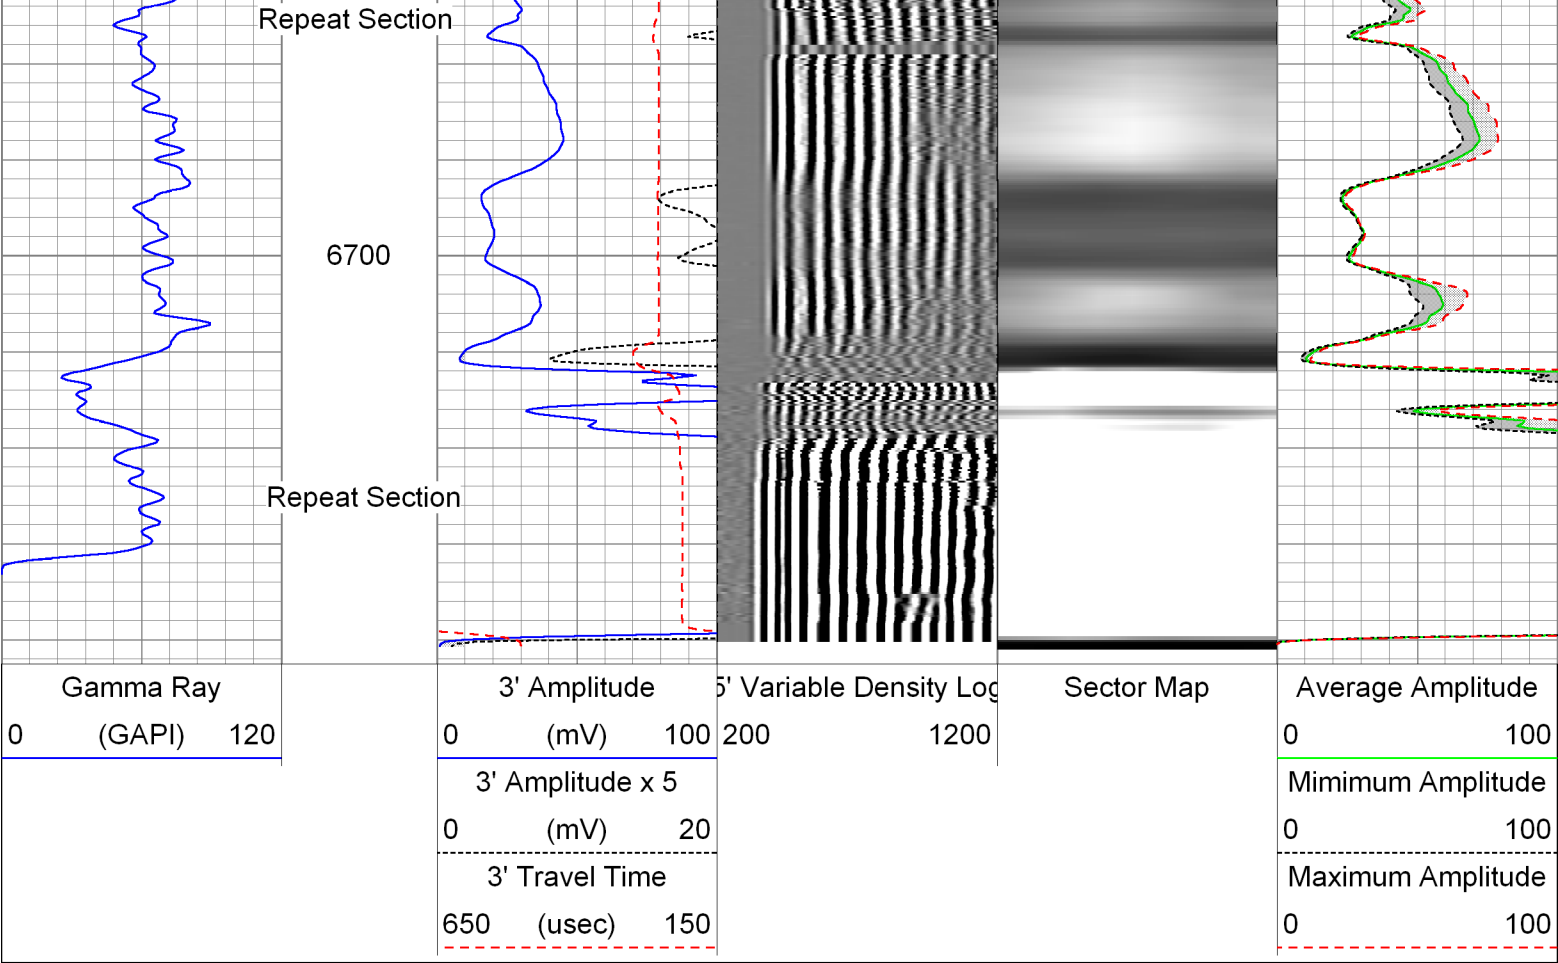 Repeat Section
6700
Repeat Section
Gamma Ray
0 (GAPI) 120
3' Amplitude
0 (mV) 100
3' Amplitude x 5
0 (mV) 20
3' Travel Time
650 (usec) 150
5' Variable Density Log
200 1200
Sector Map
Average Amplitude
0 100
Mimimum Amplitude
0 100
Maximum Amplitude
0 100